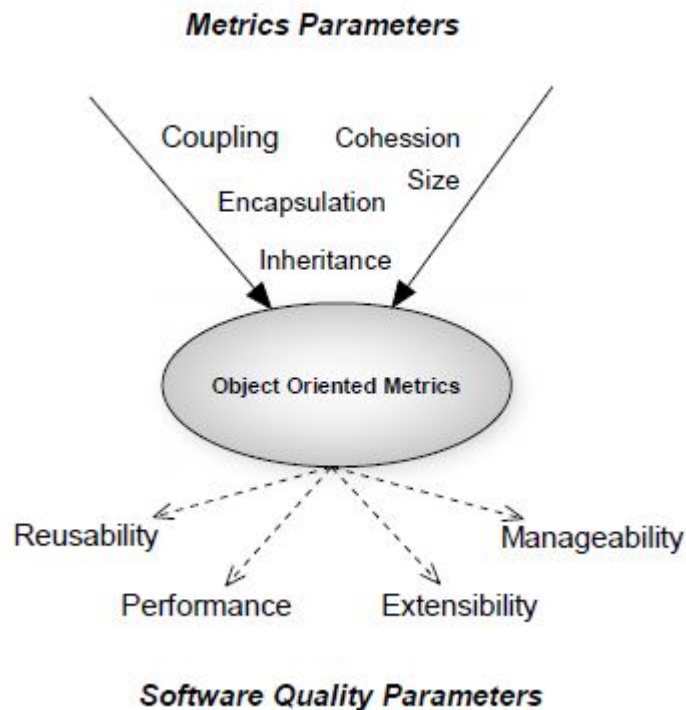 Metrics Parameters
Coupling
Cohession
Size
Encapsulation
Inheritance
Object Oriented Metrics
Reusability
Manageability
Performance
Extensibility
Software Quality Parameters